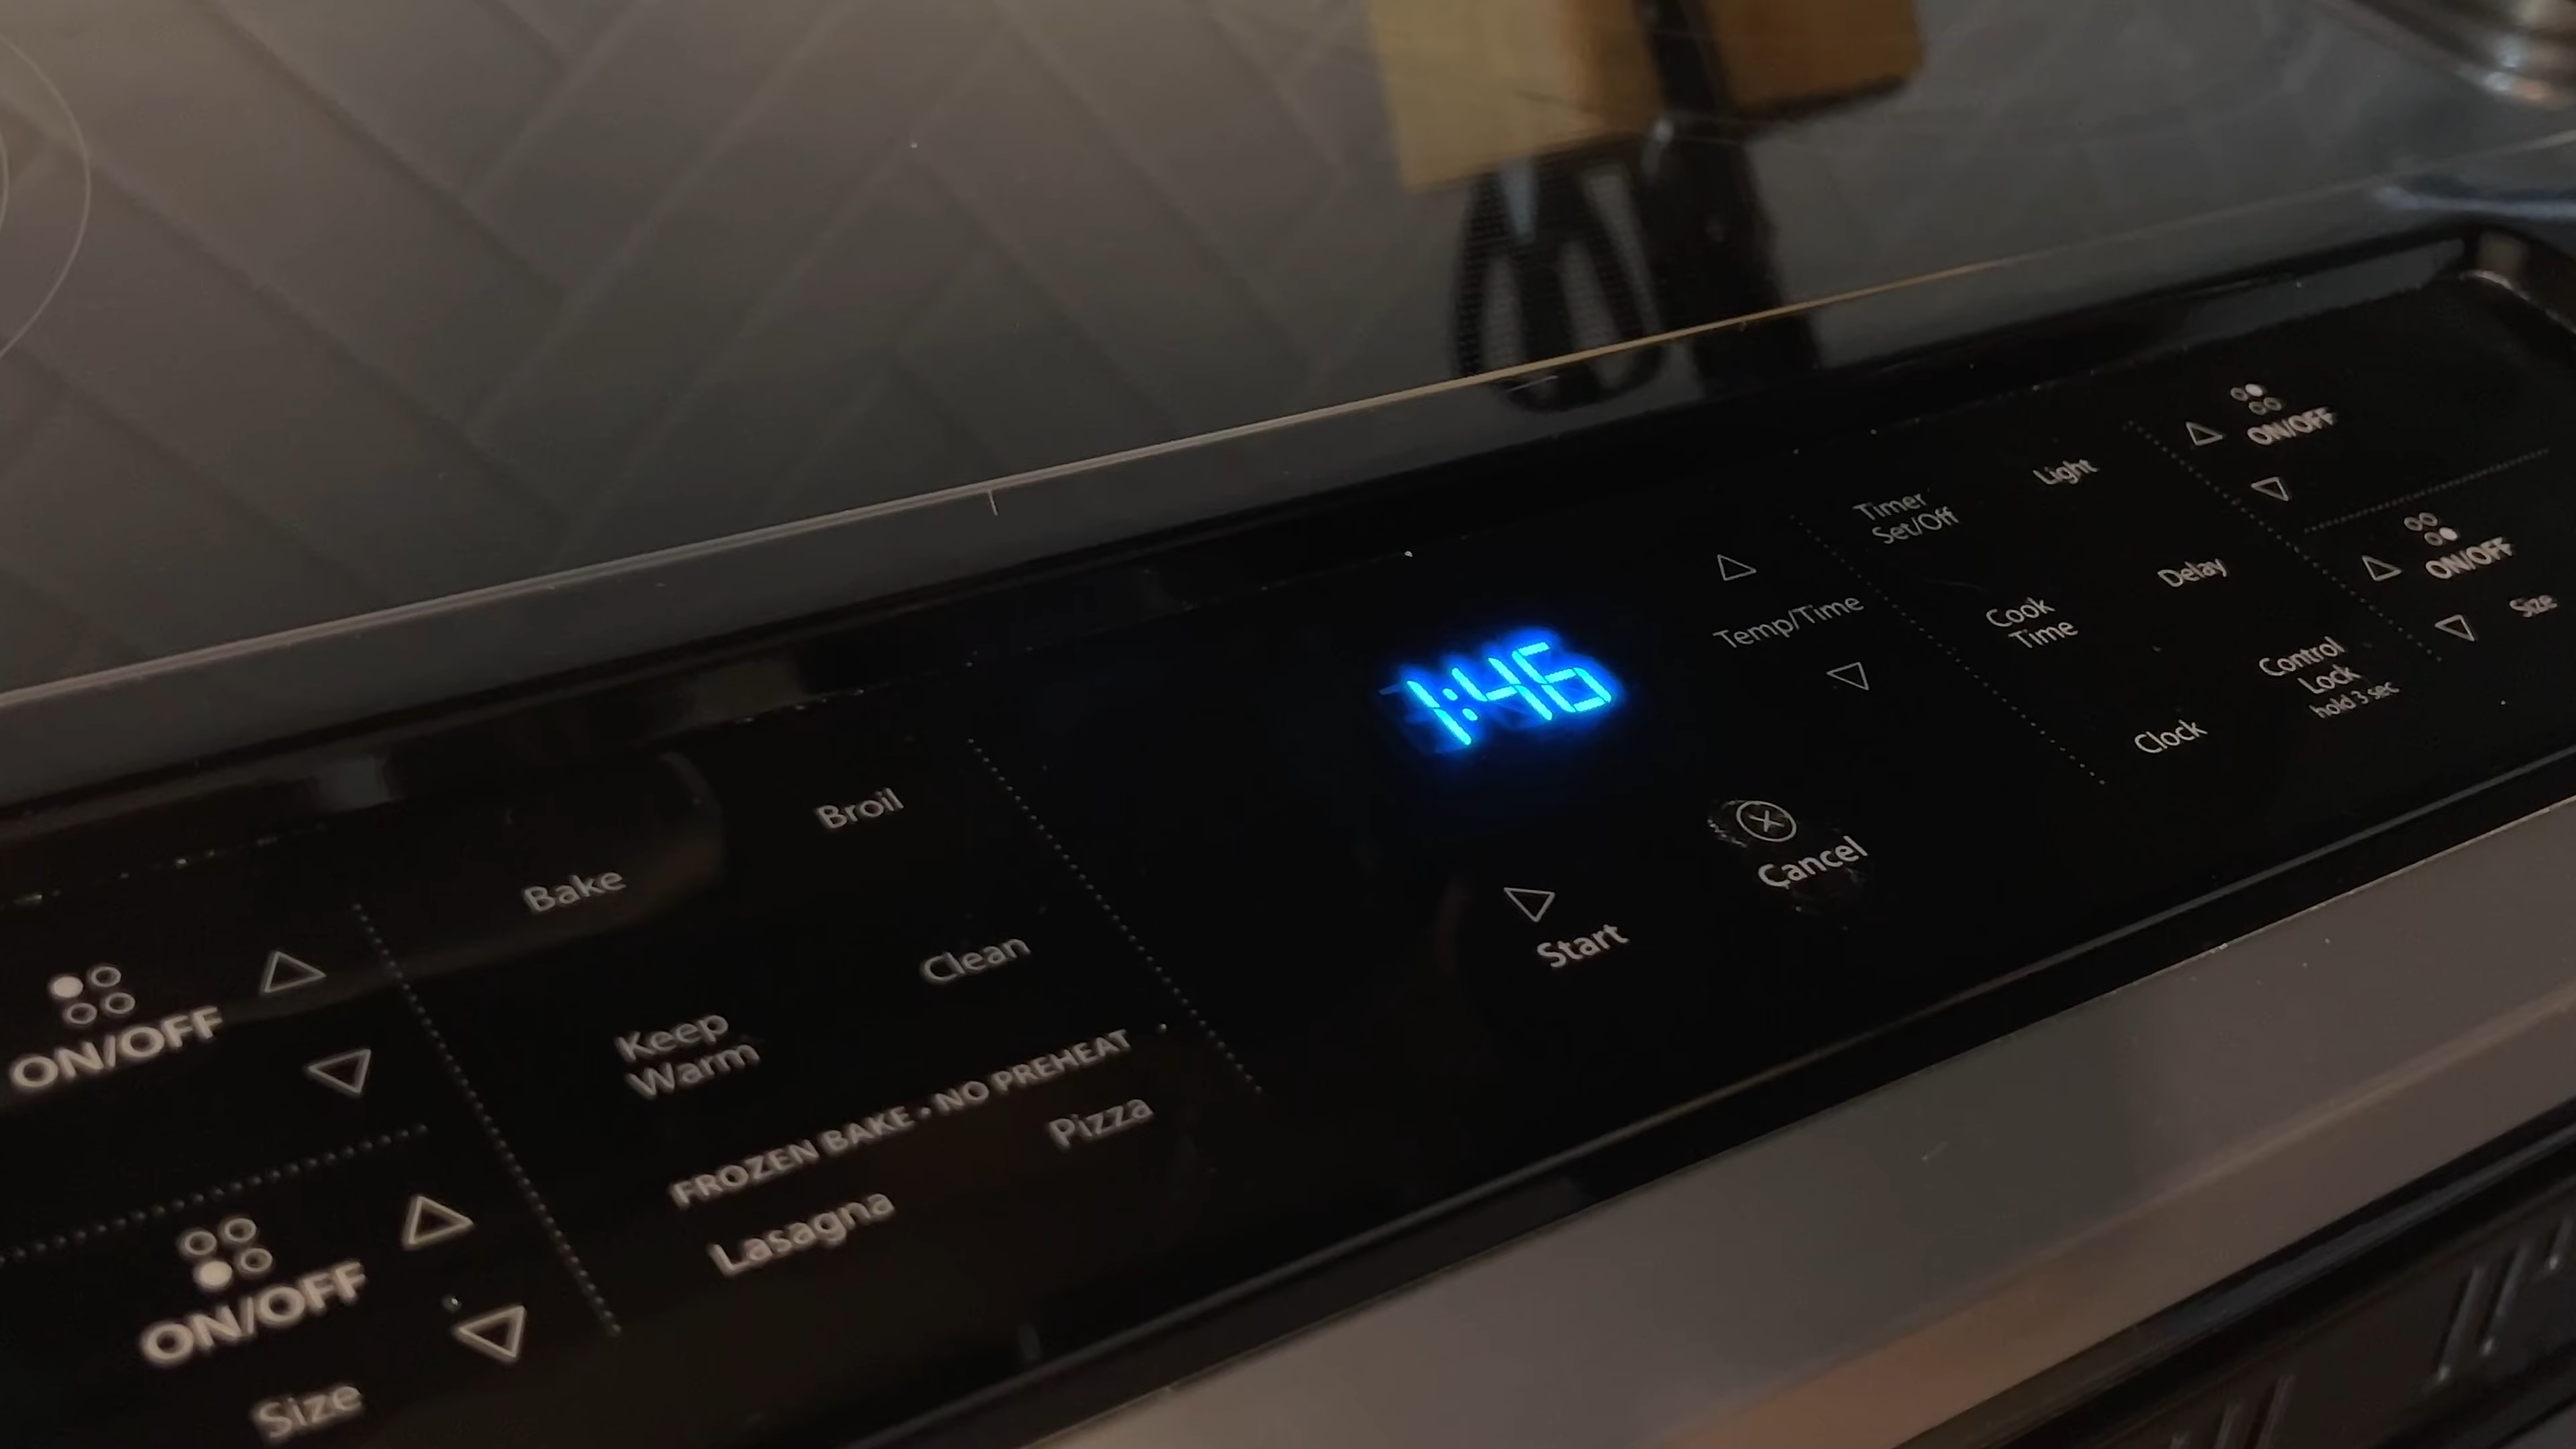 ON/OFF
ON/OFF
Size
Bake
Broil
Keep
Warm
Clean
FROZEN BAKE • NO PREHEAT
Lasagna
Pizza
1:46
Temp/Time
Start
Cancel
Timer
Set/Off
Light
Cook
Time
Delay
Clock
Control
Lock
hold 3 sec
ON/OFF
ON/OFF
Size